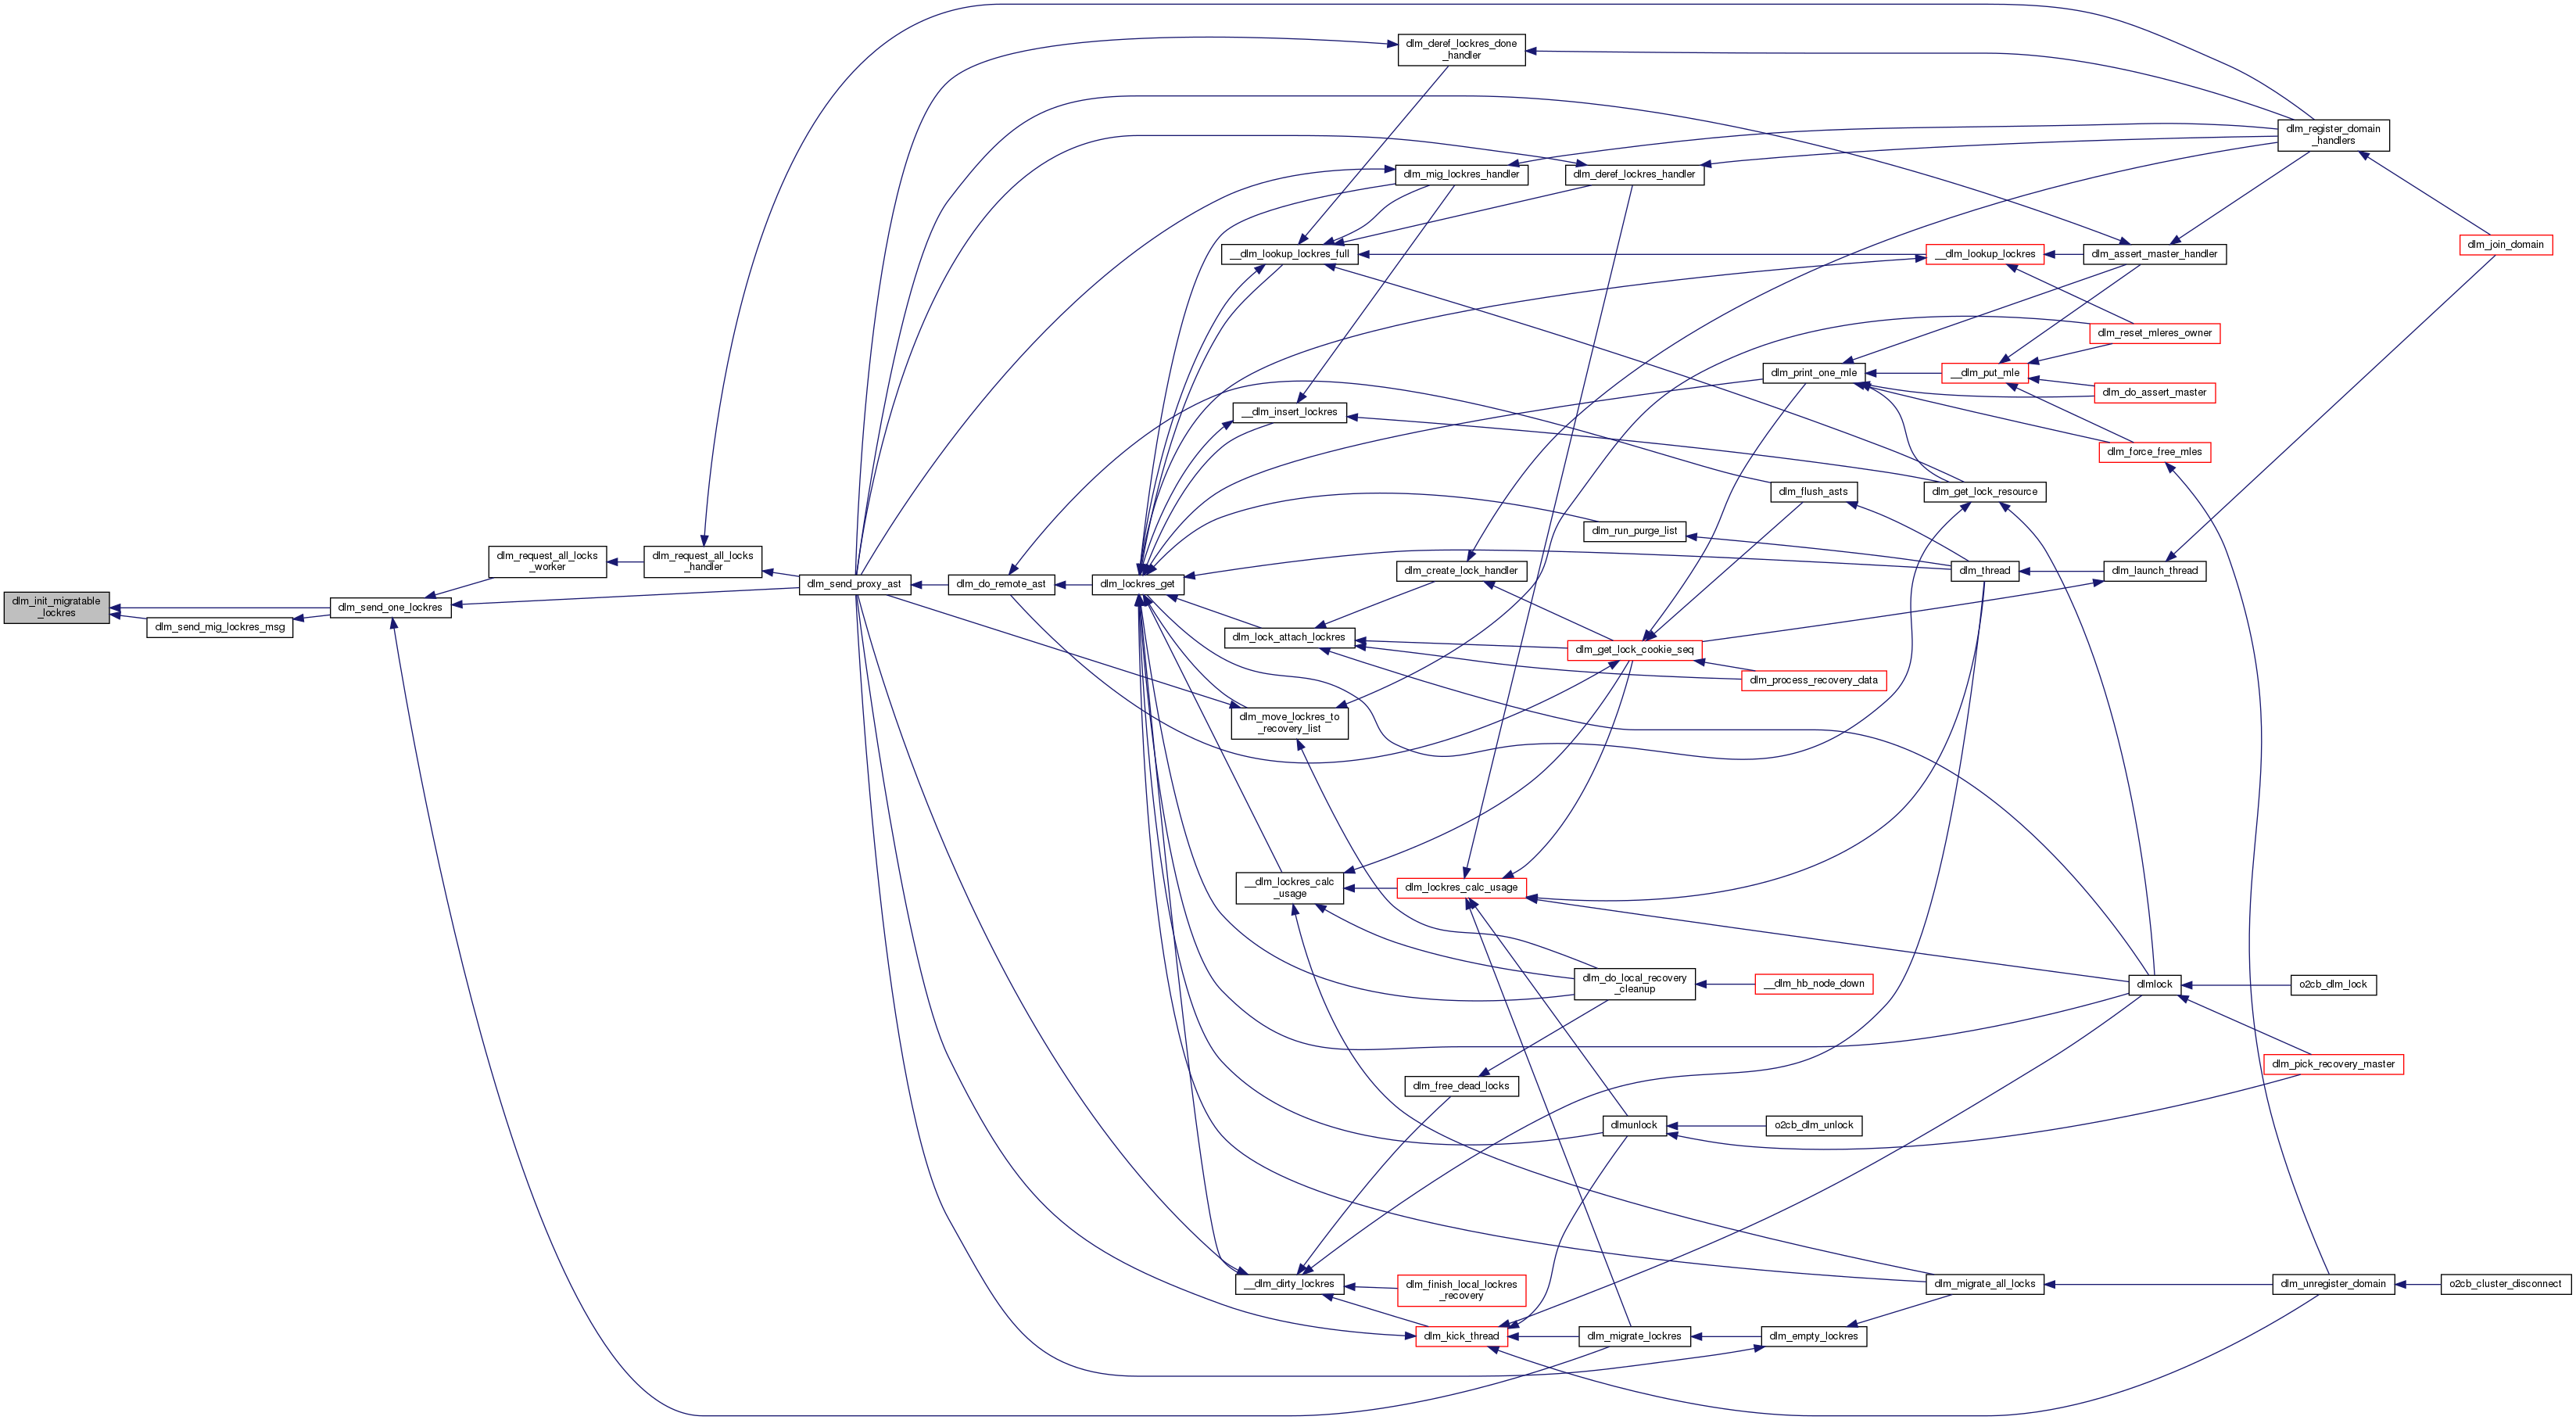 dlm_deref_lockres_done
_handler
dlm_register_domain
_handlers
dlm_mig_lockres_handler
dlm_deref_lockres_handler
dlm_join_domain
__dlm_lookup_lockres_full
__dlm_lookup_lockres
dlm_assert_master_handler
dlm_reset_mleres_owner
dlm_print_one_mle
__dlm_put_mle
dlm_do_assert_master
__dlm_insert_lockres
dlm_force_free_mles
dlm_flush_asts
dlm_get_lock_resource
dlm_run_purge_list
dlm_request_all_locks
_worker
dlm_request_all_locks
_handler
dlm_create_lock_handler
dlm_thread
dlm_launch_thread
dlm_send_proxy_ast
dlm_do_remote_ast
dlm_lockres_get
dlm_init_migratable
_lockres
dlm_send_one_lockres
dlm_send_mig_lockres_msg
dlm_lock_attach_lockres
dlm_get_lock_cookie_seq
dlm_process_recovery_data
dlm_move_lockres_to
_recovery_list
__dlm_lockres_calc
_usage
dlm_lockres_calc_usage
dlm_do_local_recovery
_cleanup
__dlm_hb_node_down
dlmlock
o2cb_dlm_lock
dlm_pick_recovery_master
dlm_free_dead_locks
dlmunlock
o2cb_dlm_unlock
__dlm_dirty_lockres
dlm_finish_local_lockres
_recovery
dlm_migrate_all_locks
dlm_unregister_domain
o2cb_cluster_disconnect
dlm_kick_thread
dlm_migrate_lockres
dlm_empty_lockres